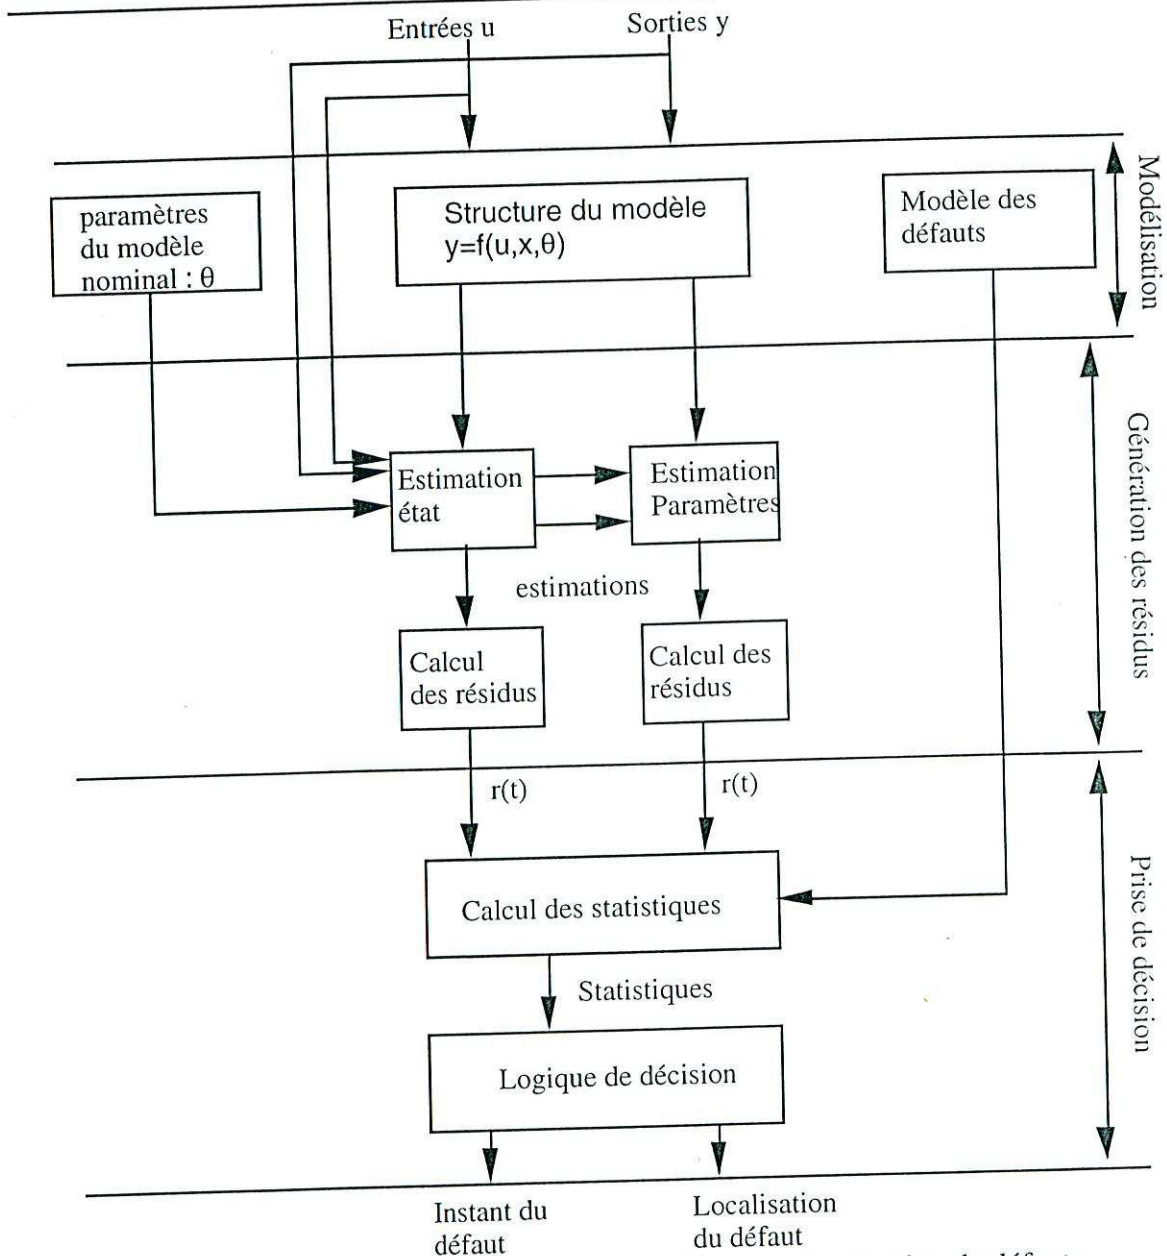 Entrées u
Sorties y
paramètres
du modèle
nominal : θ
Structure du modèle
y=f(u,x,θ)
Modèle des
défauts
Modélisation
Estimation
état
Estimation
Paramètres
estimations
Calcul
des résidus
Calcul des
résidus
Génération des résidus
r(t)
r(t)
Calcul des statistiques
Statistiques
Logique de décision
Prise de décision
Instant du
défaut
Localisation
du défaut